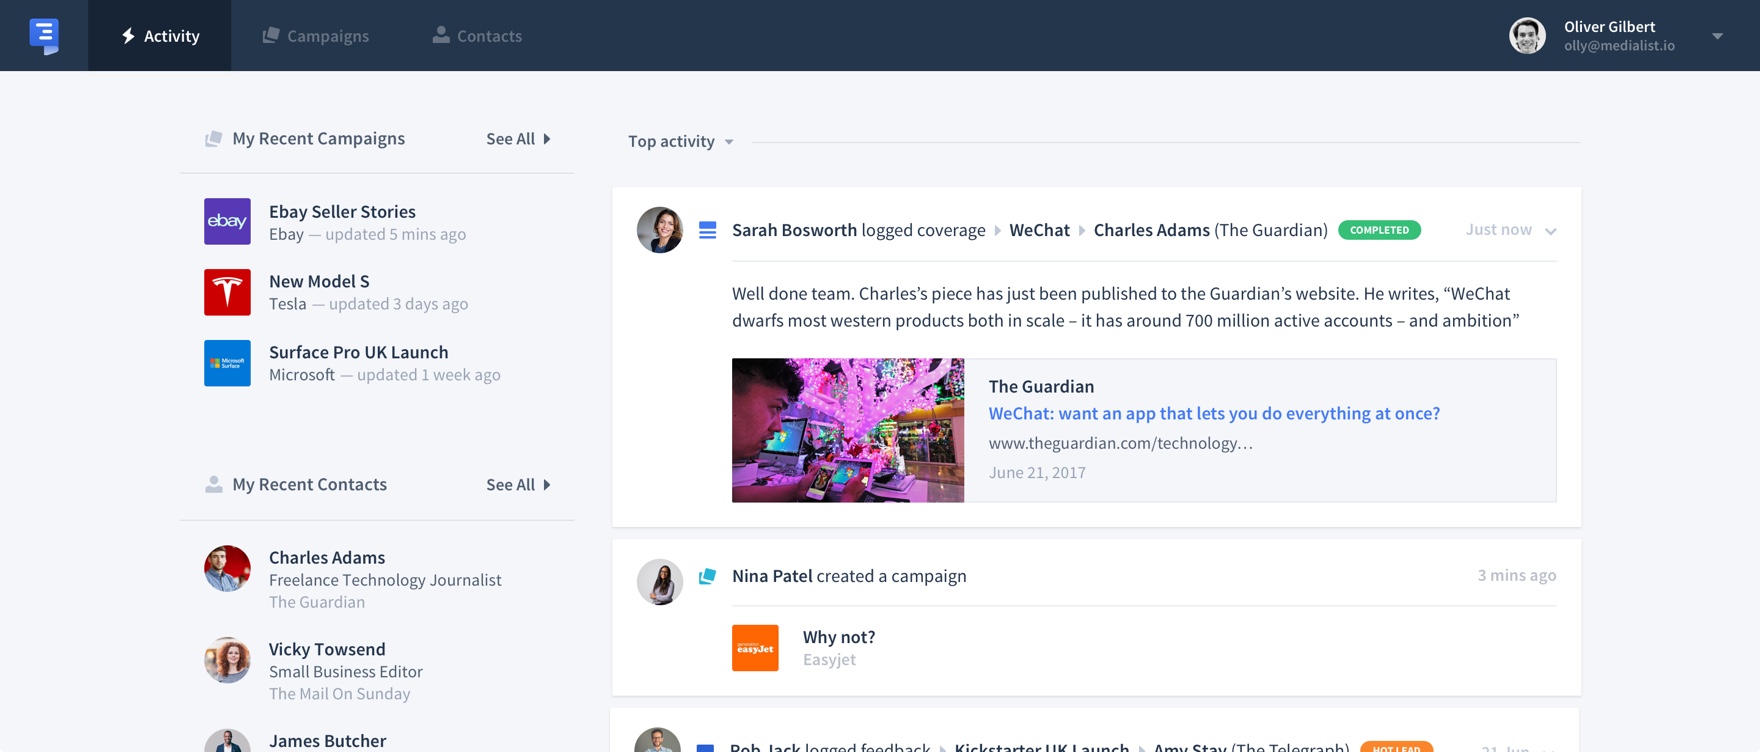 Activity
Campaigns
Contacts
Oliver Gilbert
olly@medialist.io
My Recent Campaigns
See All
ebay
Ebay Seller Stories
Ebay — updated 5 mins ago
New Model S
Tesla — updated 3 days ago
Microsoft
Surface
Surface Pro UK Launch
Microsoft — updated 1 week ago
My Recent Contacts
See All
Charles Adams
Freelance Technology Journalist
The Guardian
Vicky Towsend
Small Business Editor
The Mail On Sunday
James Butcher
Top activity
Sarah Bosworth logged coverage WeChat Charles Adams (The Guardian) COMPLETED Just now
Well done team. Charles’s piece has just been published to the Guardian’s website. He writes, “WeChat
dwarfs most western products both in scale – it has around 700 million active accounts – and ambition”
The Guardian
WeChat: want an app that lets you do everything at once?
www.theguardian.com/technology…
June 21, 2017
Nina Patel created a campaign 3 mins ago
easyJet
Why not?
Easyjet
Rob Jack logged feedback Kickstarter UK Launch Amy Stay (The Telegraph) HOT LEAD 21 Jun